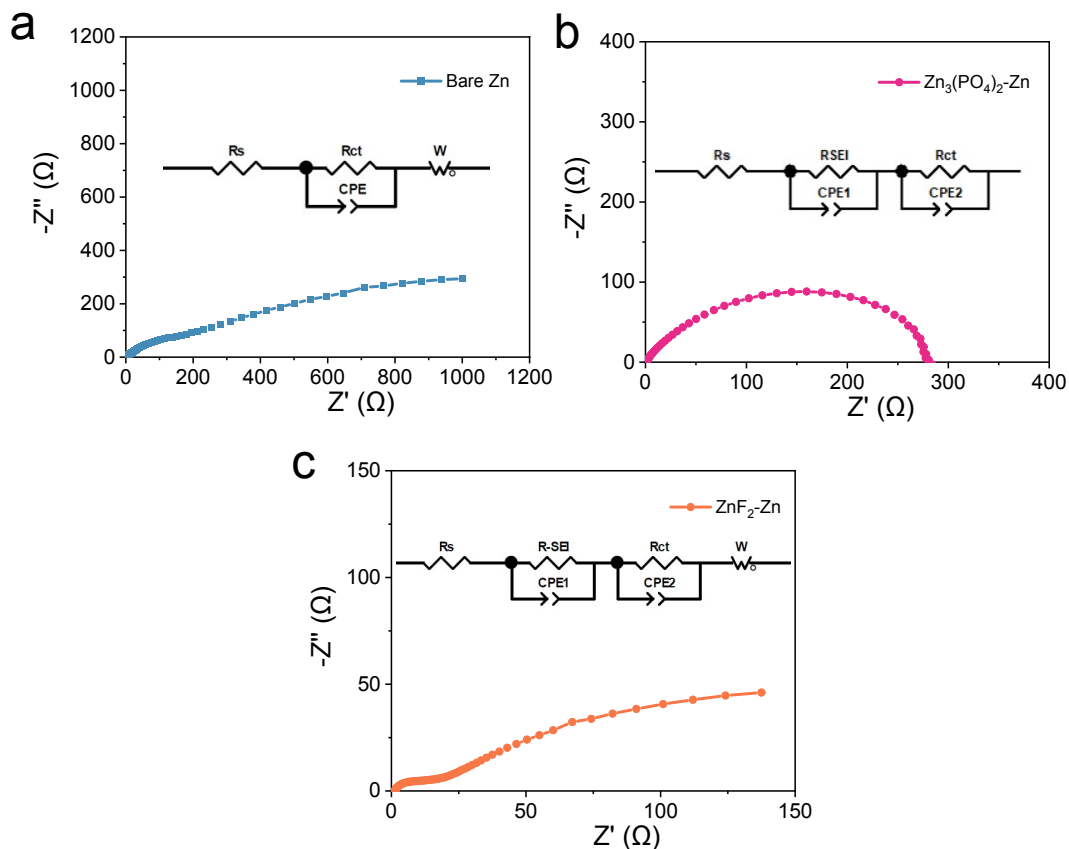 a
1200
1000
800
600
400
200
0
-Z" (Ω)
Bare Zn
Rs
Rct
W
CPE
0 200 400 600 800 1000 1200
Z' (Ω)
b
400
300
200
100
0
-Z" (Ω)
Zn₃(PO₄)₂-Zn
Rs
RSEI
Rct
CPE1
CPE2
0 100 200 300 400
Z' (Ω)
c
150
100
50
0
-Z" (Ω)
ZnF₂-Zn
Rs
R-SEI
Rct
W
CPE1
CPE2
0 50 100 150
Z' (Ω)